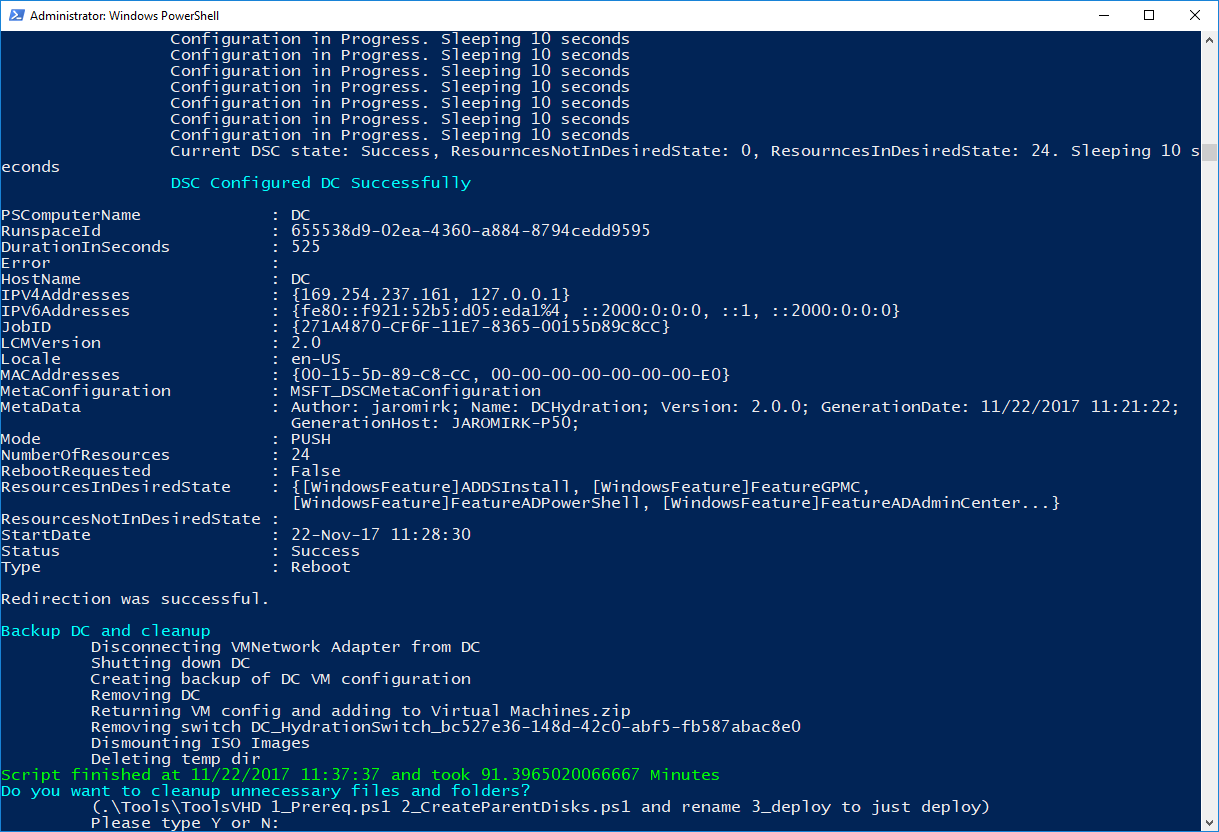 Administrator: Windows PowerShell
Configuration in Progress. Sleeping 10 seconds
Configuration in Progress. Sleeping 10 seconds
Configuration in Progress. Sleeping 10 seconds
Configuration in Progress. Sleeping 10 seconds
Configuration in Progress. Sleeping 10 seconds
Configuration in Progress. Sleeping 10 seconds
Configuration in Progress. Sleeping 10 seconds
Current DSC state: Success, ResourncesNotInDesiredState: 0, ResourncesInDesiredState: 24. Sleeping 10 s
econds
DSC Configured DC Successfully
PSComputerName : DC
RunspaceId : 655538d9-02ea-4360-a884-8794cedd9595
DurationInSeconds : 525
Error :
HostName : DC
IPV4Addresses : {169.254.237.161, 127.0.0.1}
IPV6Addresses : {fe80::f921:52b5:d05:eda1%4, ::2000:0:0:0, ::1, ::2000:0:0:0}
JobID : {271A4870-CF6F-11E7-8365-00155D89C8CC}
LCMVersion : 2.0
Locale : en-US
MACAddresses : {00-15-5D-89-C8-CC, 00-00-00-00-00-00-00-E0}
MetaConfiguration : MSFT_DSCMetaConfiguration
MetaData : Author: jaromirk; Name: DCHydration; Version: 2.0.0; GenerationDate: 11/22/2017 11:21:22;
GenerationHost: JAROMIRK-P50;
Mode : PUSH
NumberOfResources : 24
RebootRequested : False
ResourcesInDesiredState : {[WindowsFeature]ADDSInstall, [WindowsFeature]FeatureGPMC,
[WindowsFeature]FeatureADPowerShell, [WindowsFeature]FeatureADAdminCenter...}
ResourcesNotInDesiredState :
StartDate : 22-Nov-17 11:28:30
Status : Success
Type : Reboot
Redirection was successful.
Backup DC and cleanup
Disconnecting VMNetwork Adapter from DC
Shutting down DC
Creating backup of DC VM configuration
Removing DC
Returning VM config and adding to Virtual Machines.zip
Removing switch DC_HydrationSwitch_bc527e36-148d-42c0-abf5-fb587abac8e0
Dismounting ISO Images
Deleting temp dir
Script finished at 11/22/2017 11:37:37 and took 91.3965020066667 Minutes
Do you want to cleanup unnecessary files and folders?
(.\Tools\ToolsVHD 1_Prereq.ps1 2_CreateParentDisks.ps1 and rename 3_deploy to just deploy)
Please type Y or N: